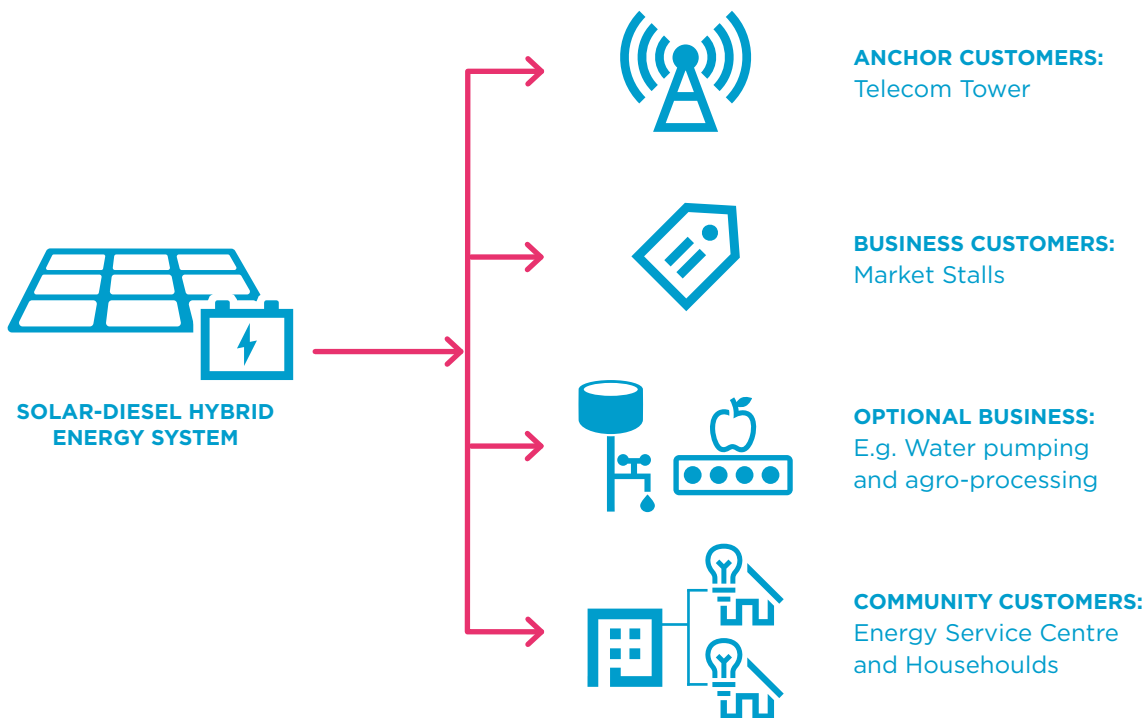 ANCHOR CUSTOMERS:
Telecom Tower
BUSINESS CUSTOMERS:
Market Stalls
SOLAR-DIESEL HYBRID
ENERGY SYSTEM
OPTIONAL BUSINESS:
E.g. Water pumping
and agro-processing
COMMUNITY CUSTOMERS:
Energy Service Centre
and Househoulds